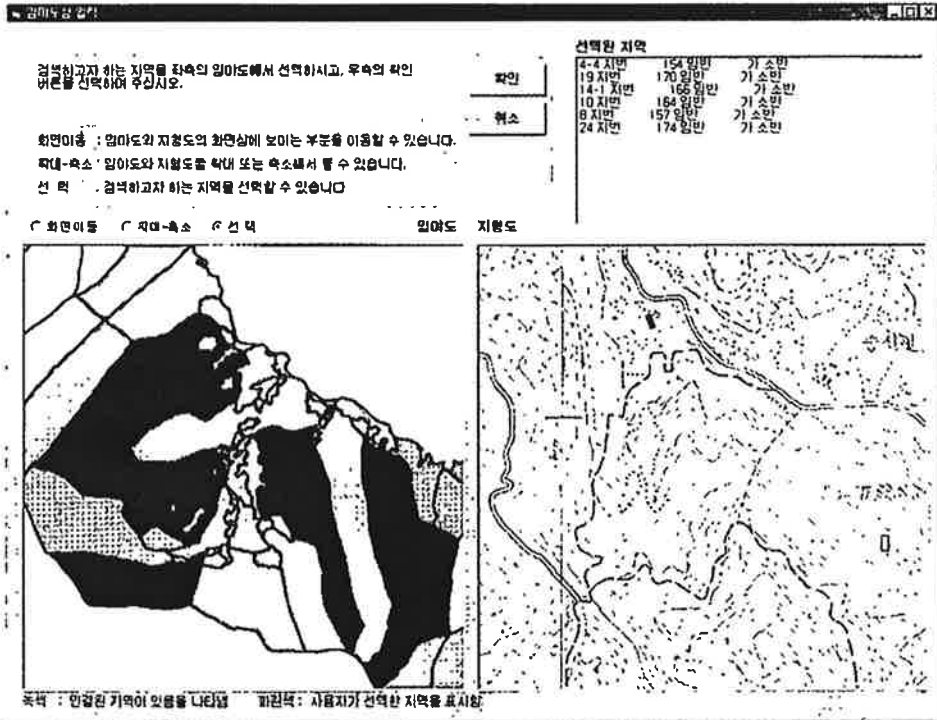 임야도상 검색
검색하고자 하는 지역을 좌측의 임야도에서 선택하시고, 우측의 확인
버튼을 선택하여 주십시오.
화면이동 : 임야도와 지형도의 화면상에 보이는 부분을 이동할 수 있습니다.
확대-축소 : 임야도와 지형도를 확대 또는 축소해서 볼 수 있습니다.
선 택 : 검색하고자 하는 지역을 선택할 수 있습니다
확인
취소
선택된 지역
4-4 지번 154 임반 가 소반
19 지번 170 임반 가 소반
14-1 지번 166 임반 가 소반
10 지번 164 임반 가 소반
8 지번 157 임반 가 소반
24 지번 174 임반 가 소반
화면이동 확대-축소 선 택
임야도 지형도
녹색 : 연결된 기역이 있음을 나타냄 파란색 : 사용자가 선택한 지역을 표시함